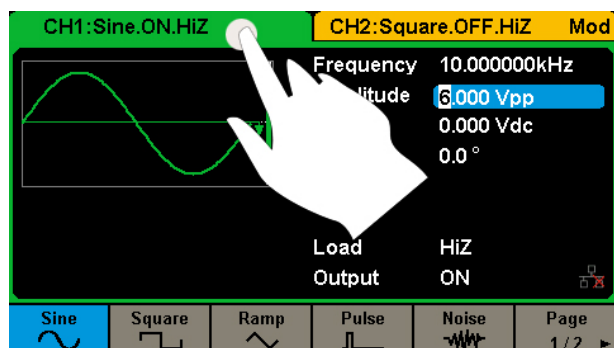 CH1:Sine.ON.HiZ
CH2:Square.OFF.HiZ Mod
Frequency 10.000000kHz
6.000 Vpp
0.000 Vdc
0.0 °
Load HiZ
Output ON
Sine Square Ramp Pulse Noise Page
1/2